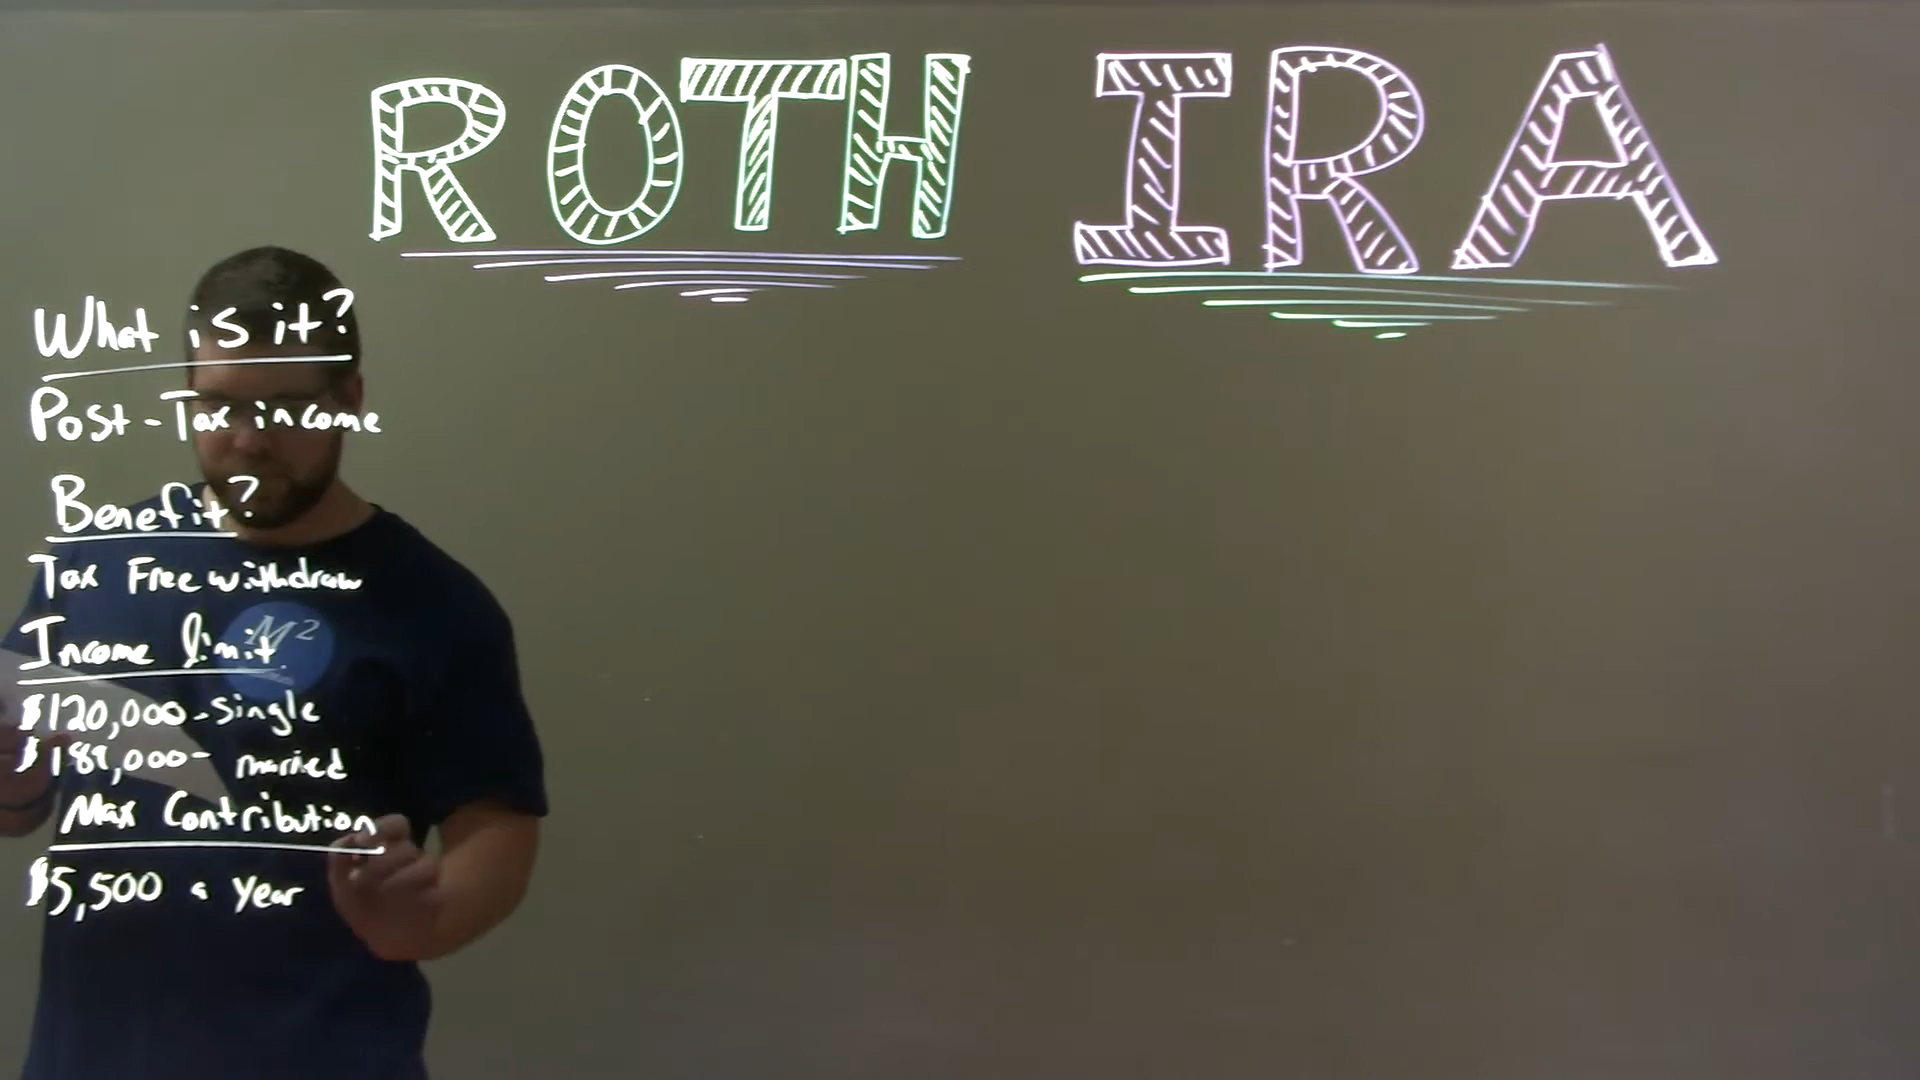 ROTH IRA
What is it?
Post-Tax income
Benefit?
Tax Free withdraw
Income limit
M²
$120,000-single
$189,000- married
Max Contribution
$5,500 a Year